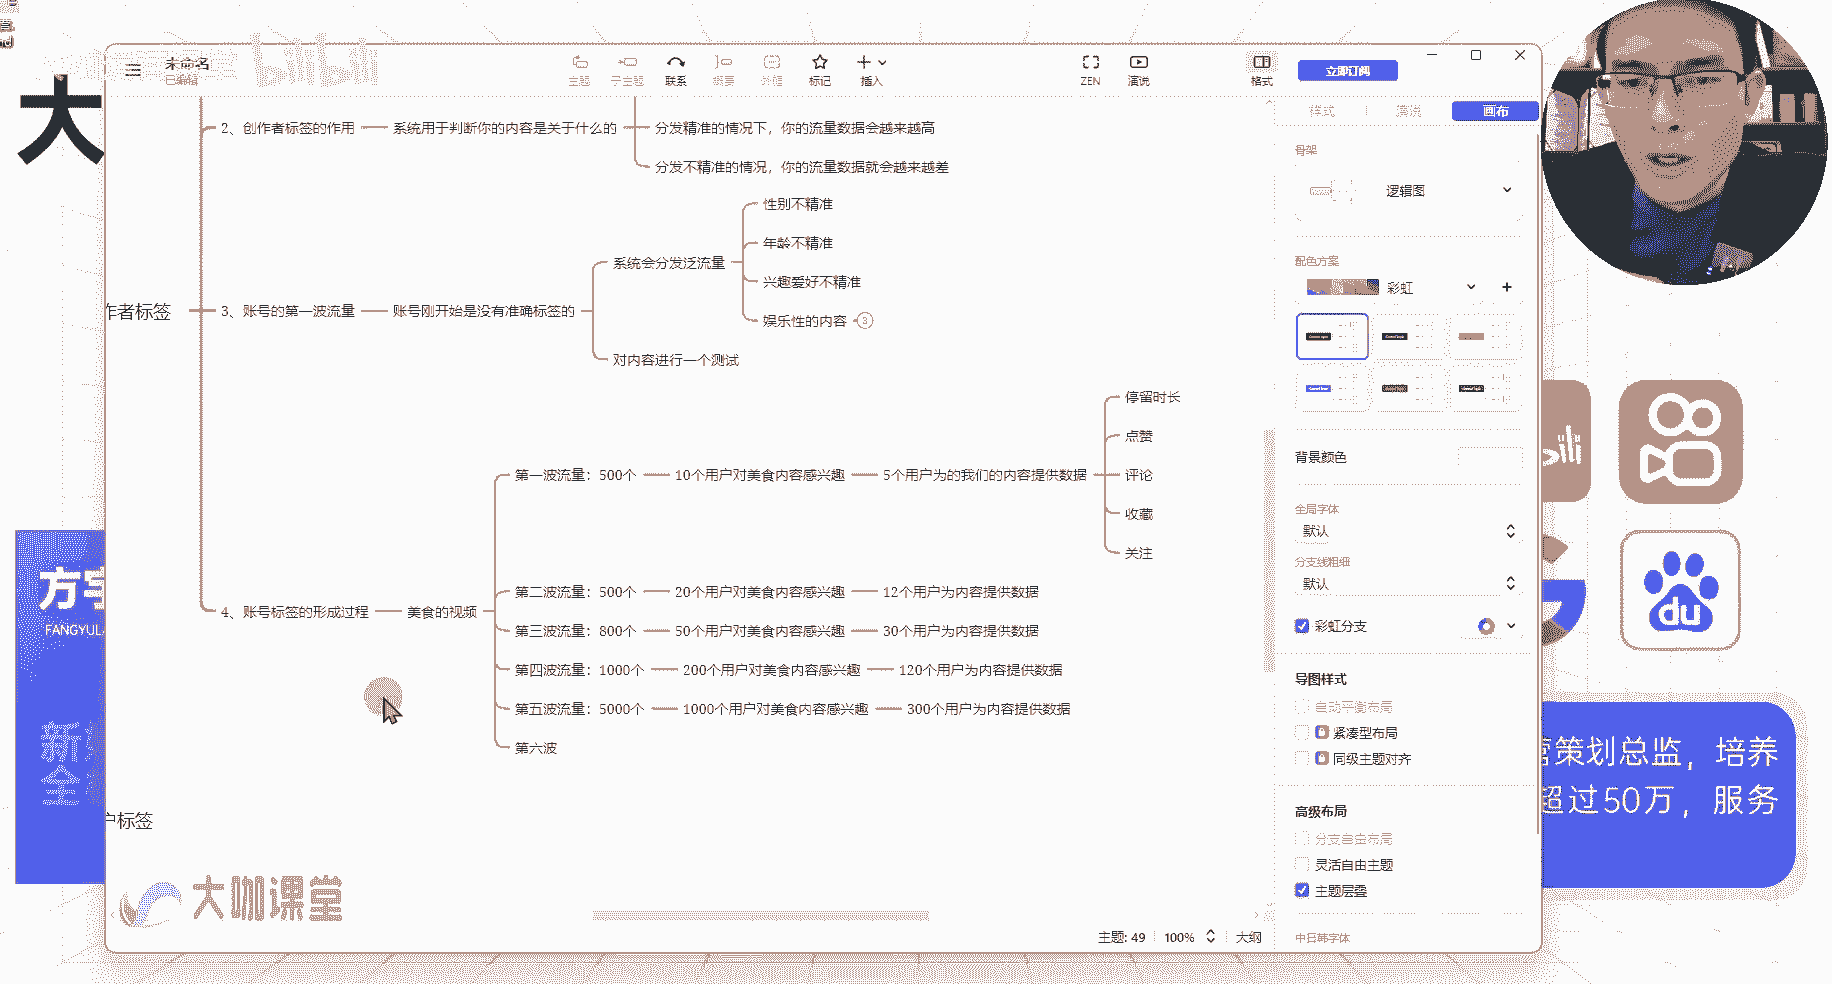 大
未命名
已编辑
bilibili
主题
子主题
联系
概要
外框
标记
插入
ZEN
演说
格式
立即订阅
样式
演说
画布
2、创作者标签的作用
系统用于判断你的内容是关于什么的
分发精准的情况下，你的流量数据会越来越高
分发不精准的情况，你的流量数据就会越来越差
作者标签
3、账号的第一波流量
账号刚开始是没有准确标签的
系统会分发泛流量
性别不精准
年龄不精准
兴趣爱好不精准
娱乐性的内容
3
对内容进行一个测试
4、账号标签的形成过程
美食的视频
第一波流量：500个
10个用户对美食内容感兴趣
5个用户为的我们的内容提供数据
停留时长
点赞
评论
收藏
关注
第二波流量：500个
20个用户对美食内容感兴趣
12个用户为内容提供数据
第三波流量：800个
50个用户对美食内容感兴趣
30个用户为内容提供数据
第四波流量：1000个
200个用户对美食内容感兴趣
120个用户为内容提供数据
第五波流量：5000个
1000个用户对美食内容感兴趣
300个用户为内容提供数据
第六波
户标签
骨架
逻辑图
配色方案
彩虹
背景颜色
全局字体
默认
分支线粗细
默认
彩虹分支
导图样式
自动平衡布局
紧凑型布局
同级主题对齐
高级布局
分支自由布局
灵活自由主题
主题层叠
中日韩字体
主题: 49
100%
大纲
方宇
FANGYUL
新
全
大咖课堂
du
营策划总监，培养
超过50万，服务